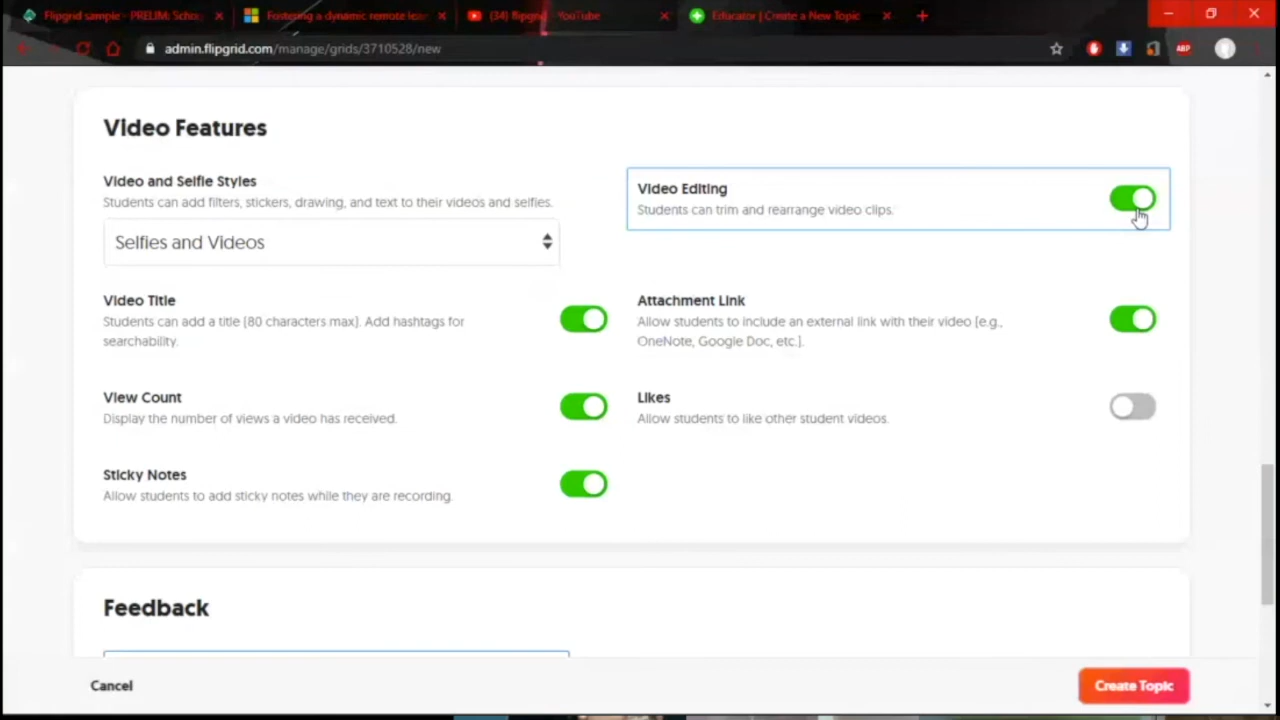 Flipgrid sample - PRELIM: Schoo
Fostering a dynamic remote lear
(34) flipgrid - YouTube
Educator | Create a New Topic
admin.flipgrid.com/manage/grids/3710528/new
ABP
Video Features
Video and Selfie Styles
Students can add filters, stickers, drawing, and text to their videos and selfies.
Selfies and Videos
Video Editing
Students can trim and rearrange video clips.
Video Title
Students can add a title (80 characters max). Add hashtags for
searchability.
Attachment Link
Allow students to include an external link with their video (e.g.,
OneNote, Google Doc, etc.).
View Count
Display the number of views a video has received.
Likes
Allow students to like other student videos.
Sticky Notes
Allow students to add sticky notes while they are recording.
Feedback
Cancel
Create Topic